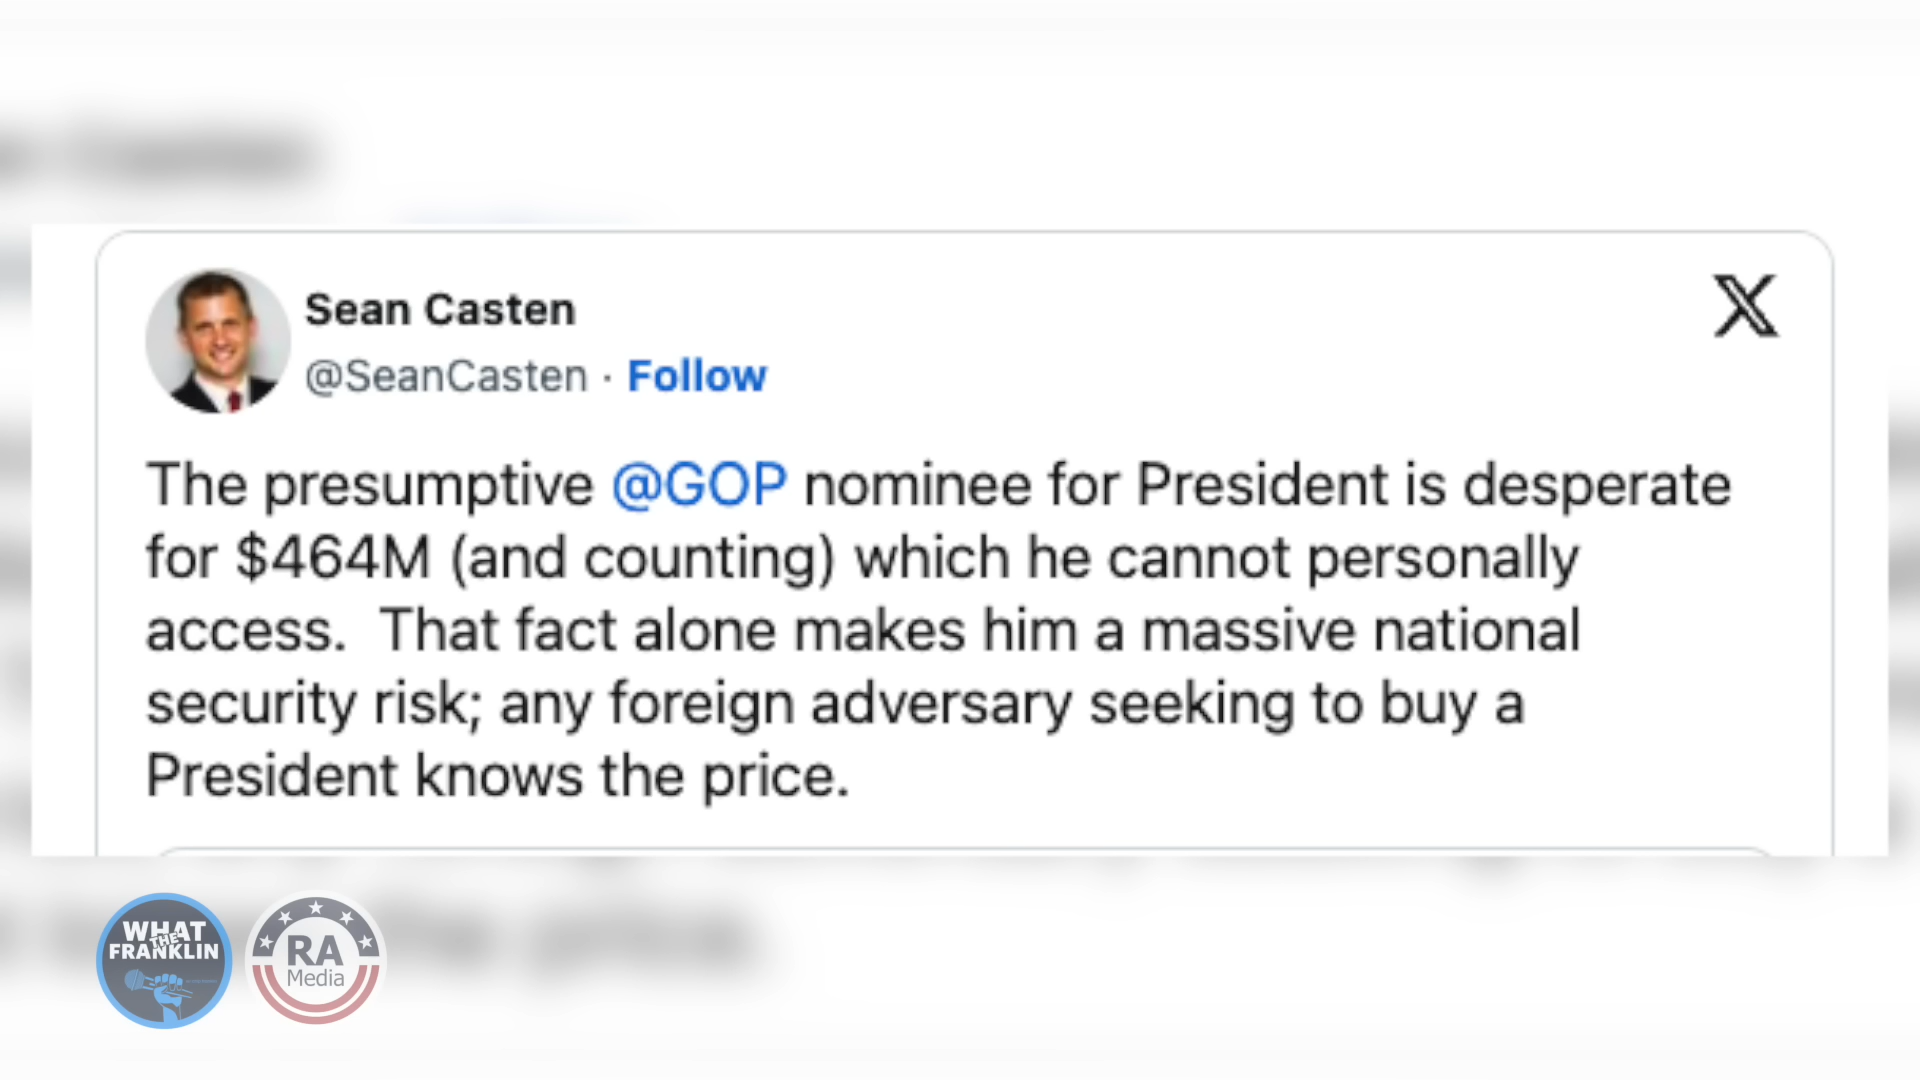 Sean Casten
@SeanCasten · Follow
The presumptive @GOP nominee for President is desperate
for $464M (and counting) which he cannot personally
access.  That fact alone makes him a massive national
security risk; any foreign adversary seeking to buy a
President knows the price.
WHAT
THE
FRANKLIN
RA
Media